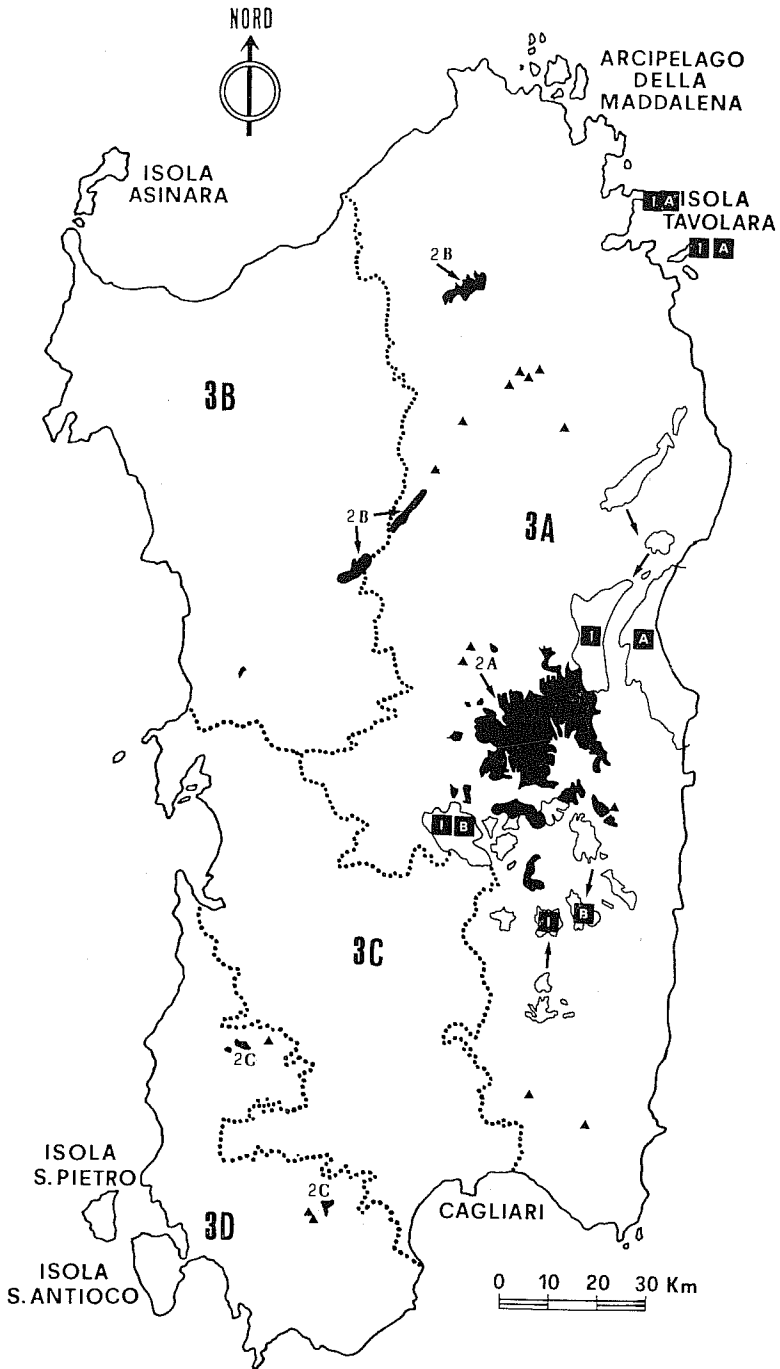 NORD
ARCIPELAGO
DELLA
MADDALENA
ISOLA
ASINARA
I A ISOLA
TAVOLARA
I A
2B
3B
2B
3A
I
A
2A
I B
3C
I
B
2C
ISOLA
S. PIETRO
2C
3D
CAGLIARI
ISOLA
S. ANTIOCO
0 10 20 30 Km